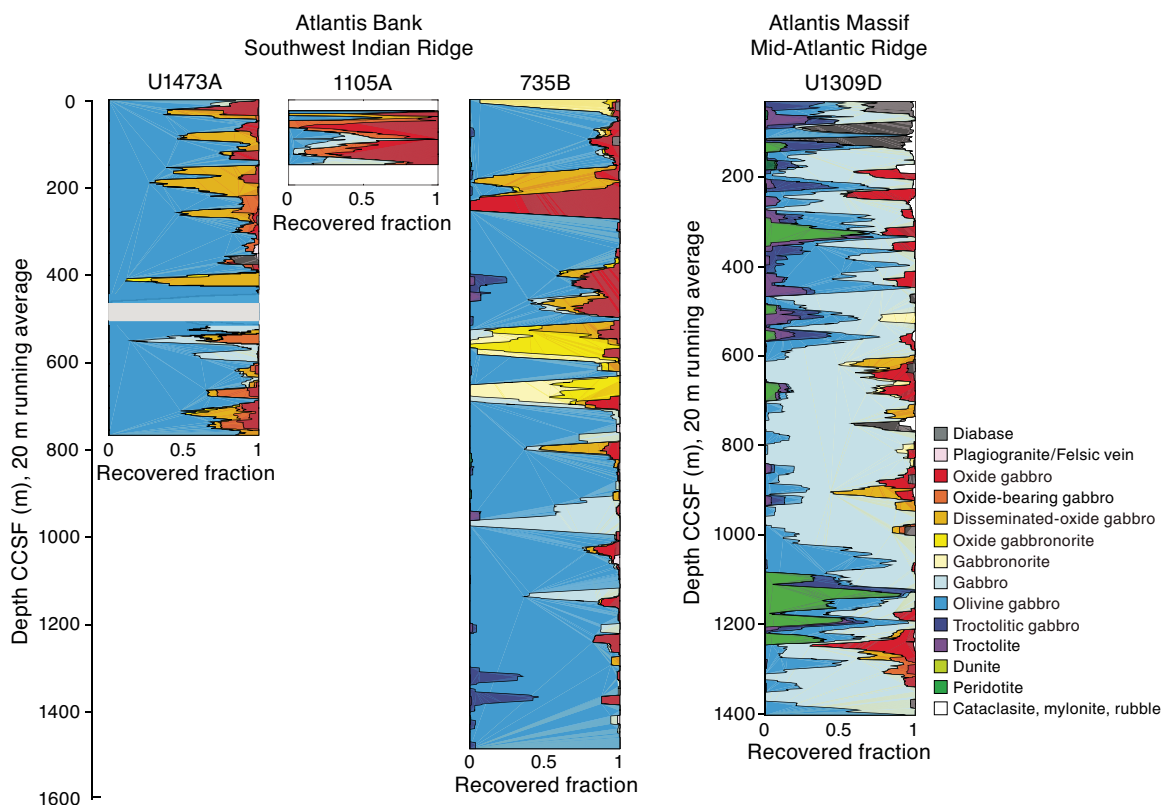 Atlantis Bank
Southwest Indian Ridge
Atlantis Massif
Mid-Atlantic Ridge
U1473A
1105A
735B
U1309D
Depth CCSF (m), 20 m running average
0
200
400
600
800
1000
1200
1400
1600
0 0.5 1
Recovered fraction
0 0.5 1
Recovered fraction
0 0.5 1
Recovered fraction
Depth CCSF (m), 20 m running average
200
400
600
800
1000
1200
1400
0 0.5 1
Recovered fraction
Diabase
Plagiogranite/Felsic vein
Oxide gabbro
Oxide-bearing gabbro
Disseminated-oxide gabbro
Oxide gabbronorite
Gabbronorite
Gabbro
Olivine gabbro
Troctolitic gabbro
Troctolite
Dunite
Peridotite
Cataclasite, mylonite, rubble